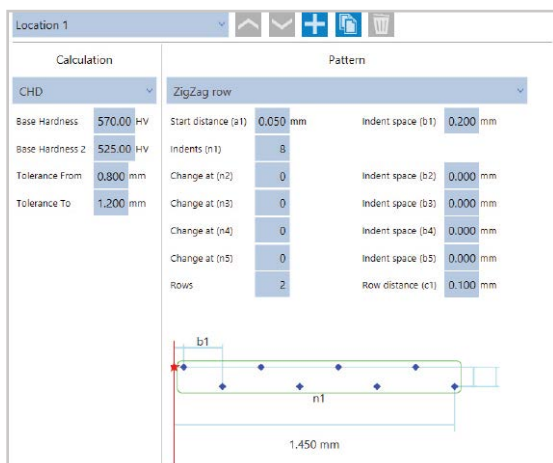 Location 1
Calculation Pattern
CHD ZigZag row
Base Hardness 570.00 HV Start distance (a1) 0.050 mm Indent space (b1) 0.200 mm
Indents (n1) 8
Base Hardness 2 525.00 HV Change at (n2) 0 Indent space (b2) 0.000 mm
Tolerance From 0.800 mm Change at (n3) 0 Indent space (b3) 0.000 mm
Tolerance To 1.200 mm Change at (n4) 0 Indent space (b4) 0.000 mm
Change at (n5) 0 Indent space (b5) 0.000 mm
Rows 2 Row distance (c1) 0.100 mm
b1
n1
1.450 mm